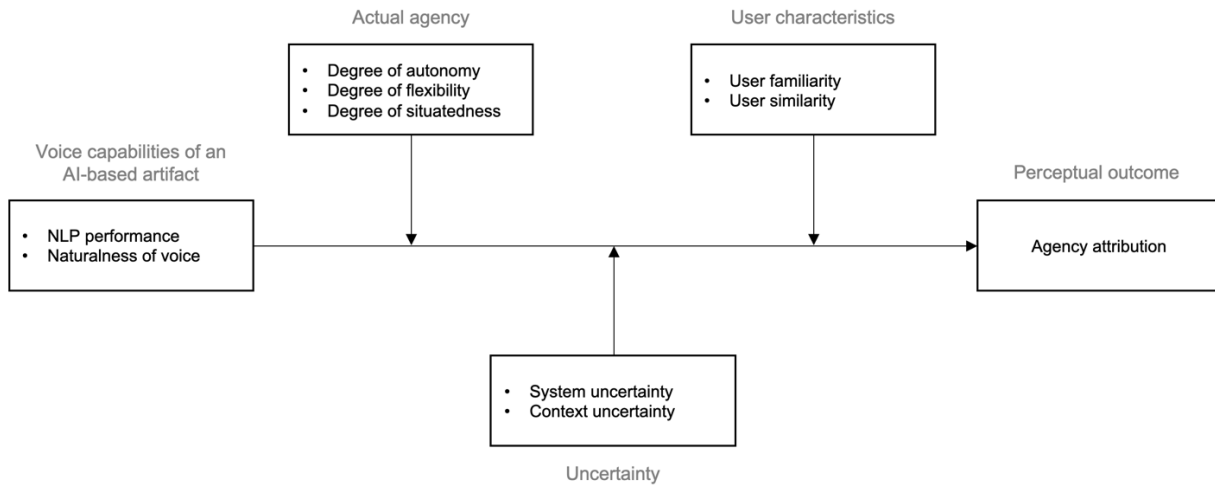 Actual agency
• Degree of autonomy
• Degree of flexibility
• Degree of situatedness
User characteristics
• User familiarity
• User similarity
Voice capabilities of an
AI-based artifact
• NLP performance
• Naturalness of voice
Perceptual outcome
Agency attribution
• System uncertainty
• Context uncertainty
Uncertainty